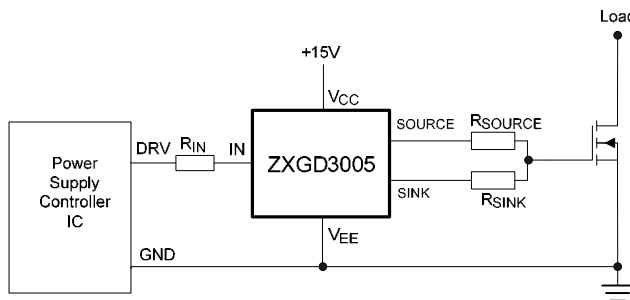 Load
+15V
VCC
Power
Supply
Controller
IC
DRV
RIN
IN
ZXGD3005
SOURCE
RSOURCE
SINK
RSINK
VEE
GND